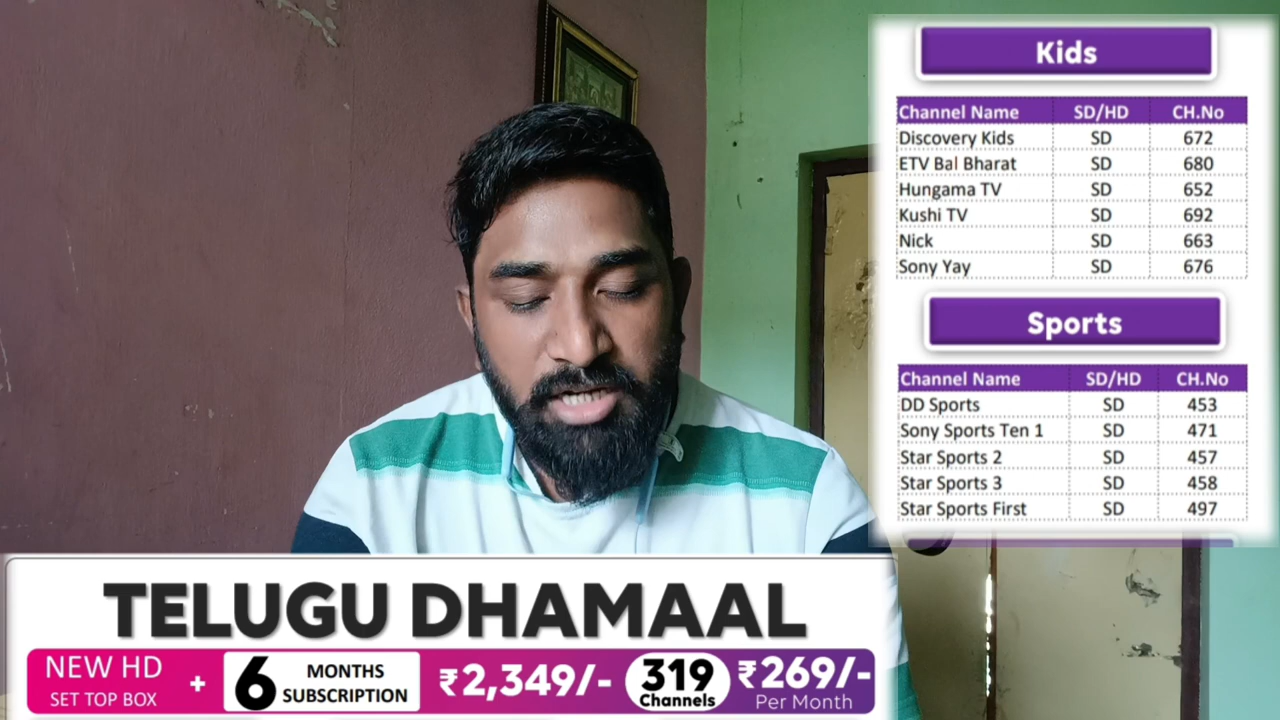 Kids
Channel Name SD/HD CH.No
Discovery Kids SD 672
ETV Bal Bharat SD 680
Hungama TV SD 652
Kushi TV SD 692
Nick SD 663
Sony Yay SD 676
Sports
Channel Name SD/HD CH.No
DD Sports SD 453
Sony Sports Ten 1 SD 471
Star Sports 2 SD 457
Star Sports 3 SD 458
Star Sports First SD 497
TELUGU DHAMAAL
NEW HD
SET TOP BOX
+
6 MONTHS
SUBSCRIPTION
₹2,349/-
319
Channels
₹269/-
Per Month